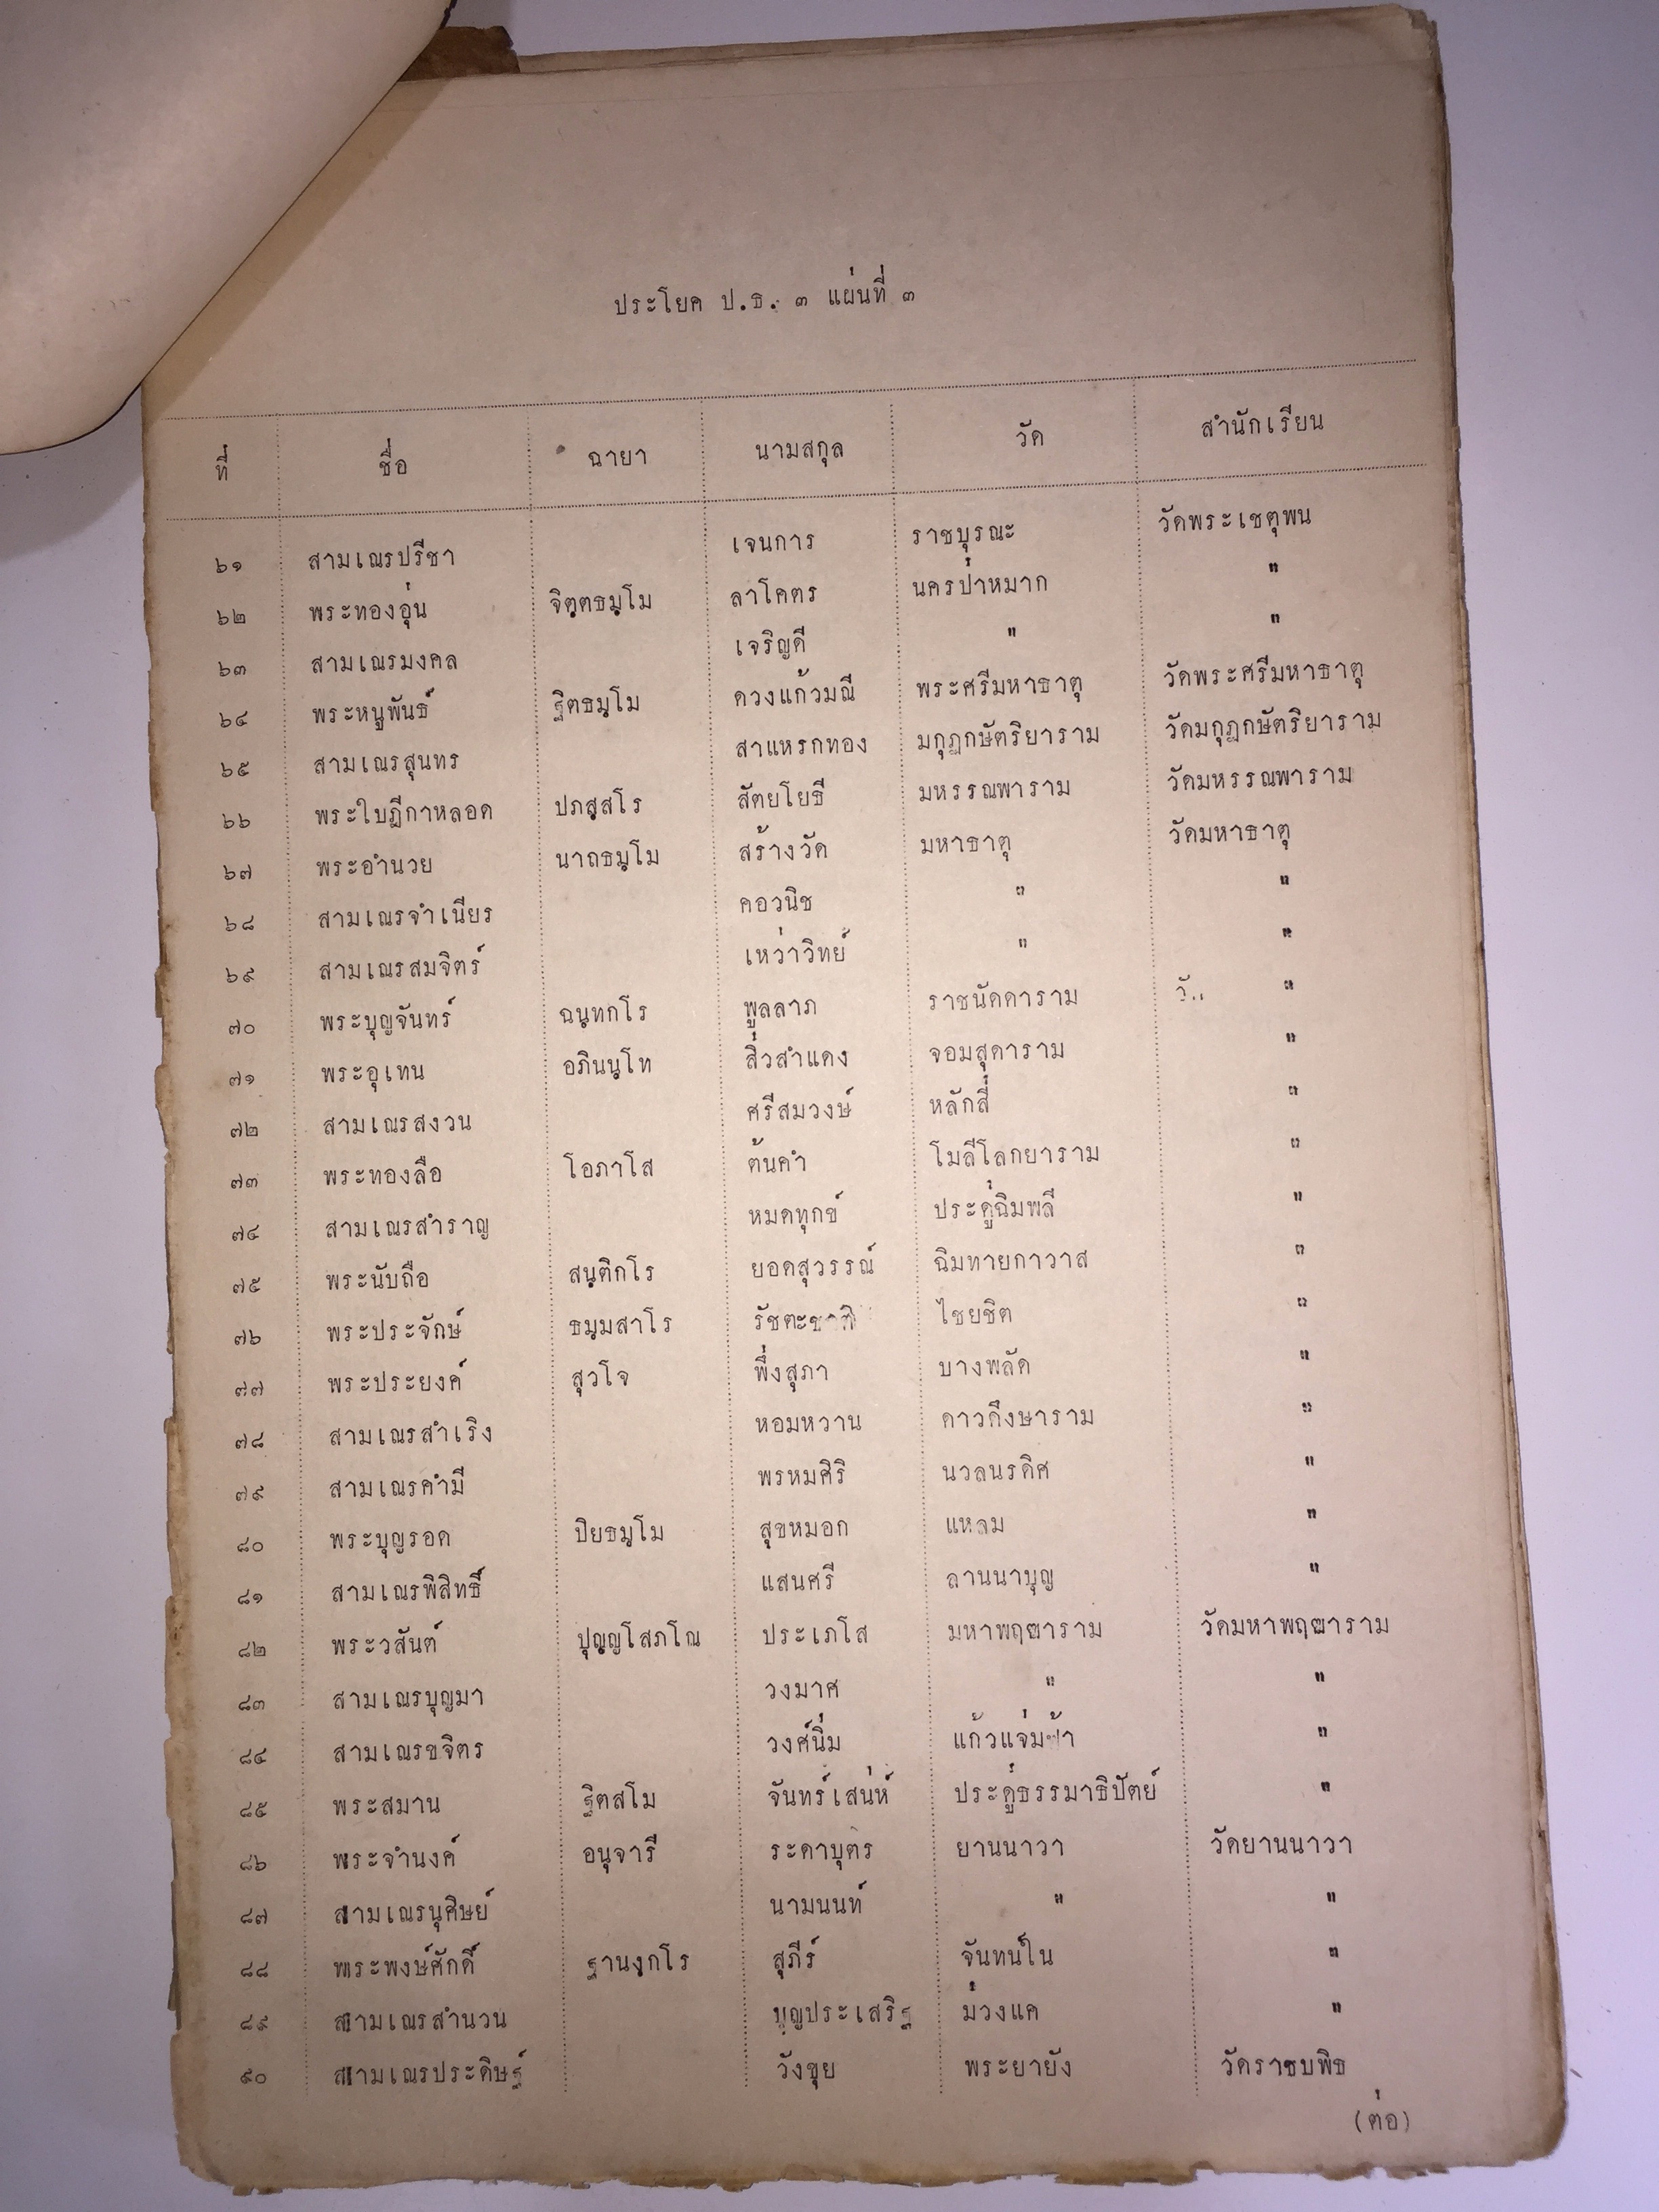 ประโยค ป.ธ. ๓ แผ่นที่ ๓
ที่ ชื่อ ฉายา นามสกุล วัด สำนักเรียน
๖๑ สามเณรปรีชา เจนการ ราชบุรณะ วัดพระเชตุพน
๖๒ พระทองอุ่น จิตฺตธมฺโม ลาโคตร นครป่าหมาก "
๖๓ สามเณรมงคล เจริญดี " "
๖๔ พระหนูพันธ์ ฐิตธมฺโม ดวงแก้วมณี พระศรีมหาธาตุ วัดพระศรีมหาธาตุ
๖๕ สามเณรสุนทร สาแหรกทอง มกุฏกษัตริยาราม วัดมกุฏกษัตริยาราม
๖๖ พระใบฎีกาหลอด ปภสฺสโร สัตยโยธี มหรรณพาราม วัดมหรรณพาราม
๖๗ พระอำนวย นาถธมฺโม สร้างวัด มหาธาตุ วัดมหาธาตุ
๖๘ สามเณรจำเนียร คอวนิช " "
๖๙ สามเณรสมจิตร์ เหว่าวิทย์ " "
๗๐ พระบุญจันทร์ ฉนฺทกโร พูลลาภ ราชนัดดาราม "
๗๑ พระอุเทน อภินนฺโท สิ่วสำแดง จอมสุดาราม "
๗๒ สามเณรสงวน ศรีสมวงษ์ หลักสี่ "
๗๓ พระทองลือ โอภาโส ต้นคำ โมลีโลกยาราม "
๗๔ สามเณรสำราญ หมดทุกข์ ประดู่ฉิมพลี "
๗๕ พระนับถือ สนฺติกโร ยอดสุวรรณ์ ฉิมทายกาวาส "
๗๖ พระประจักษ์ ธมฺมสาโร รัชตะชาติ ไชยชิต "
๗๗ พระประยงค์ สุวโจ พึ่งสุภา บางพลัด "
๗๘ สามเณรสำเริง หอมหวาน ดาวดึงษาราม "
๗๙ สามเณรคำมี พรหมศิริ นวลนรดิศ "
๘๐ พระบุญรอด ปิยธมฺโม สุขหมอก แหลม "
๘๑ สามเณรพิสิทธิ์ แสนศรี ลานนาบุญ "
๘๒ พระวสันต์ ปุญฺญโสภโณ ประเภโส มหาพฤฒาราม วัดมหาพฤฒาราม
๘๓ สามเณรบุญมา วงมาศ " "
๘๔ สามเณรขจิตร วงศ์นิ่ม แก้วแจ่มฟ้า "
๘๕ พระสมาน ฐิตสโม จันทร์เสน่ห์ ประดู่ธรรมาธิปัตย์ "
๘๖ พระจำนงค์ อนุจารี ระดาบุตร ยานนาวา วัดยานนาวา
๘๗ สามเณรนุศิษย์ นามนนท์ " "
๘๘ พระพงษ์ศักดิ์ ฐานงฺกโร สุภีร์ จันทน์ใน "
๘๙ สามเณรสำนวน บุญประเสริฐ ม่วงแค "
๙๐ สามเณรประดิษฐ์ วังขุย พระยายัง วัดราชบพิธ
(ต่อ)